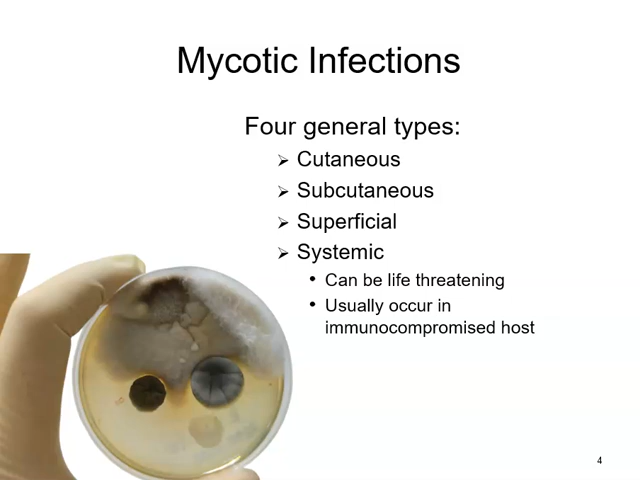 Mycotic Infections
Four general types:
➢ Cutaneous
➢ Subcutaneous
➢ Superficial
➢ Systemic
• Can be life threatening
• Usually occur in
immunocompromised host
4